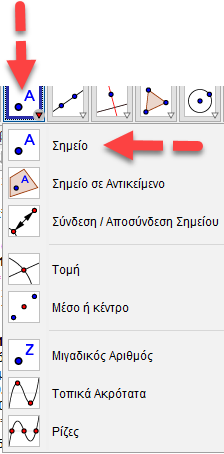 A
A
Σημείο
A
Σημείο σε Αντικείμενο
Σύνδεση / Αποσύνδεση Σημείου
Τομή
Μέσο ή κέντρο
Z
Μιγαδικός Αριθμός
Τοπικά Ακρότατα
Ρίζες